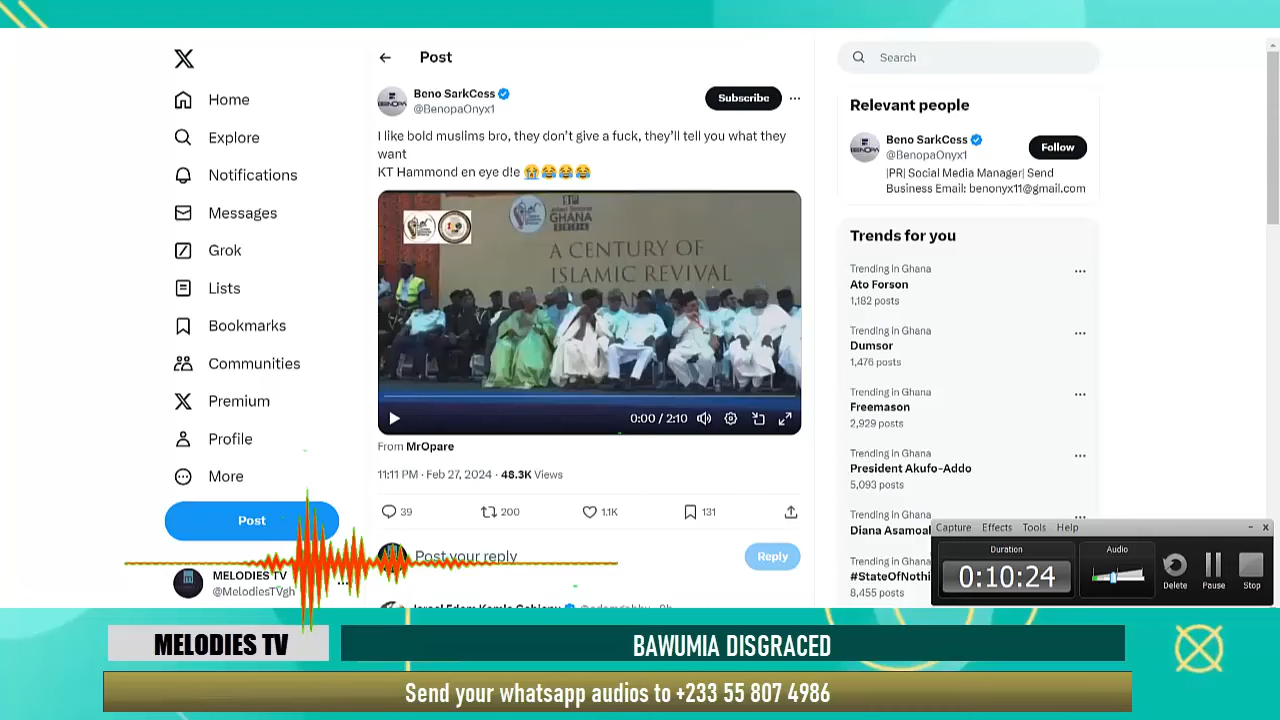 Post
Search
Beno SarkCess
@BenopaOnyx1
Subscribe
I like bold muslims bro, they don't give a fuck, they'll tell you what they
want
KT Hammond en eye d!e 😭😂😂😂
GHANA
A CENTURY OF
ISLAMIC REVIVAL
0:00 / 2:10
From MrOpare
11:11 PM · Feb 27, 2024 · 48.3K Views
39
200
1.1K
131
Post your reply
Reply
Home
Explore
Notifications
Messages
Grok
Lists
Bookmarks
Communities
Premium
Profile
More
Post
MELODIES TV
@MelodiesTVgh
Relevant people
Beno SarkCess
@BenopaOnyx1
Follow
|PR| Social Media Manager| Send
Business Email: benonyx11@gmail.com
Trends for you
Trending in Ghana
Ato Forson
1,182 posts
Trending in Ghana
Dumsor
1,476 posts
Trending in Ghana
Freemason
2,929 posts
Trending in Ghana
President Akufo-Addo
5,093 posts
Trending in Ghana
Diana Asamoa
#StateOfNothi
8,455 posts
Capture Effects Tools Help
Duration
0:10:24
Audio
Delete
Pause
Stop
MELODIES TV
BAWUMIA DISGRACED
Send your whatsapp audios to +233 55 807 4986